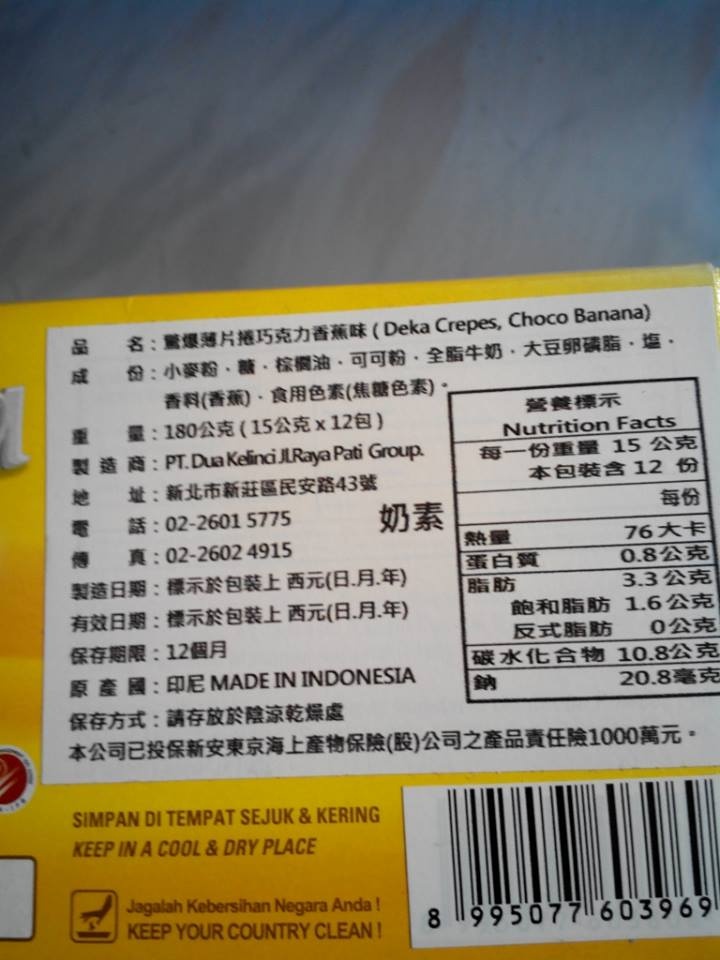 品名：驚爆薄片捲巧克力香蕉味 ( Deka Crepes, Choco Banana)
成份：小麥粉、糖、棕櫚油、可可粉、全脂牛奶、大豆卵磷脂、鹽、
香料(香蕉)、食用色素(焦糖色素)。
重量：180公克 ( 15公克 x 12包 )
製造商：PT. Dua Kelinci Jl.Raya Pati Group.
地址：新北市新莊區民安路43號
電話：02-2601 5775
傳真：02-2602 4915
奶素
製造日期：標示於包裝上 西元(日.月.年)
有效日期：標示於包裝上 西元(日.月.年)
保存期限：12個月
原產國：印尼 MADE IN INDONESIA
保存方式：請存放於陰涼乾燥處
本公司已投保新安東京海上產物保險(股)公司之產品責任險1000萬元。
營養標示
Nutrition Facts
每一份重量 15 公克
本包裝含 12 份
每份
熱量 76大卡
蛋白質 0.8公克
脂肪 3.3公克
飽和脂肪 1.6公克
反式脂肪 0公克
碳水化合物 10.8公克
鈉 20.8毫克
SIMPAN DI TEMPAT SEJUK & KERING
KEEP IN A COOL & DRY PLACE
Jagalah Kebersihan Negara Anda !
KEEP YOUR COUNTRY CLEAN !
8 995077 603969